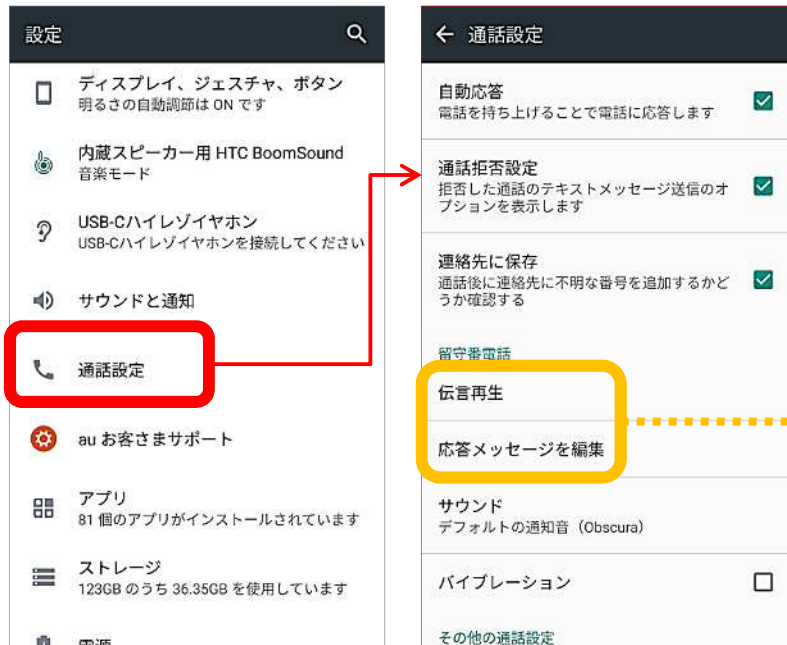 設定
ディスプレイ、ジェスチャ、ボタン
明るさの自動調節は ON です
内蔵スピーカー用 HTC BoomSound
音楽モード
USB-Cハイレゾイヤホン
USB-Cハイレゾイヤホンを接続してください
サウンドと通知
通話設定
au お客さまサポート
アプリ
81 個のアプリがインストールされています
ストレージ
123GB のうち 36.35GB を使用しています
電源
通話設定
自動応答
電話を持ち上げることで電話に応答します
通話拒否設定
拒否した通話のテキストメッセージ送信のオ
プションを表示します
連絡先に保存
通話後に連絡先に不明な番号を追加するかど
うか確認する
留守番電話
伝言再生
応答メッセージを編集
サウンド
デフォルトの通知音（Obscura）
バイブレーション
その他の通話設定